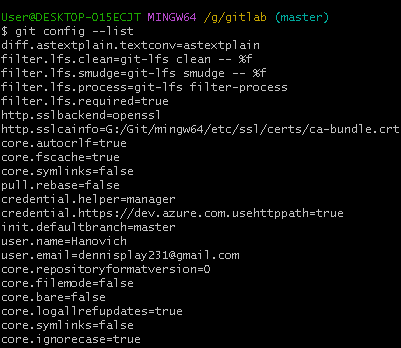 User@DESKTOP-O15ECJT MINGW64 /g/gitlab (master)
$ git config --list
diff.astextplain.textconv=astextplain
filter.lfs.clean=git-lfs clean -- %f
filter.lfs.smudge=git-lfs smudge -- %f
filter.lfs.process=git-lfs filter-process
filter.lfs.required=true
http.sslbackend=openssl
http.sslcainfo=G:/Git/mingw64/etc/ssl/certs/ca-bundle.crt
core.autocrlf=true
core.fscache=true
core.symlinks=false
pull.rebase=false
credential.helper=manager
credential.https://dev.azure.com.usehttppath=true
init.defaultbranch=master
user.name=Hanovich
user.email=dennisplay231@gmail.com
core.repositoryformatversion=0
core.filemode=false
core.bare=false
core.logallrefupdates=true
core.symlinks=false
core.ignorecase=true